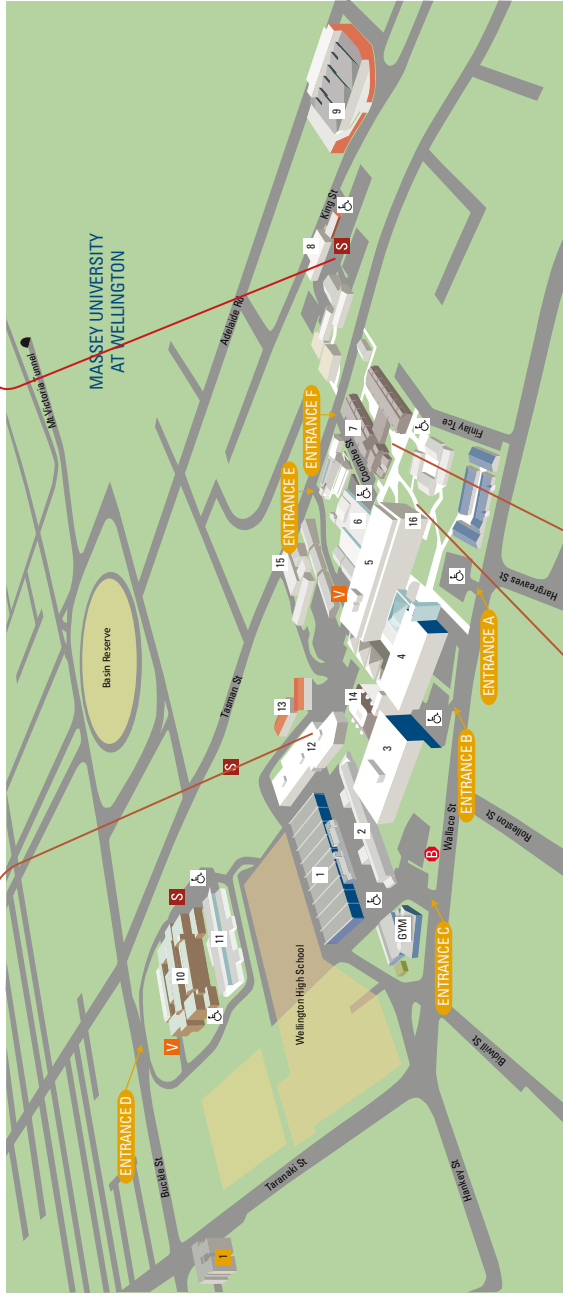 MASSEY UNIVERSITY
AT WELLINGTON
Mt Victoria Tunnel
Adelaide Rd
King St
9
8
S
ENTRANCE F
ENTRANCE E
Coombe St
7
Finlay Tce
6
5
16
15
V
Hargreaves St
ENTRANCE A
Basin Reserve
Tasman St
13
14
4
12
3
S
ENTRANCE B
Wallace St
Rolleston St
2
1
B
S
11
10
V
GYM
ENTRANCE C
Wellington High School
Bidwill St
ENTRANCE D
Buckle St
Taranaki St
Hankey St
1